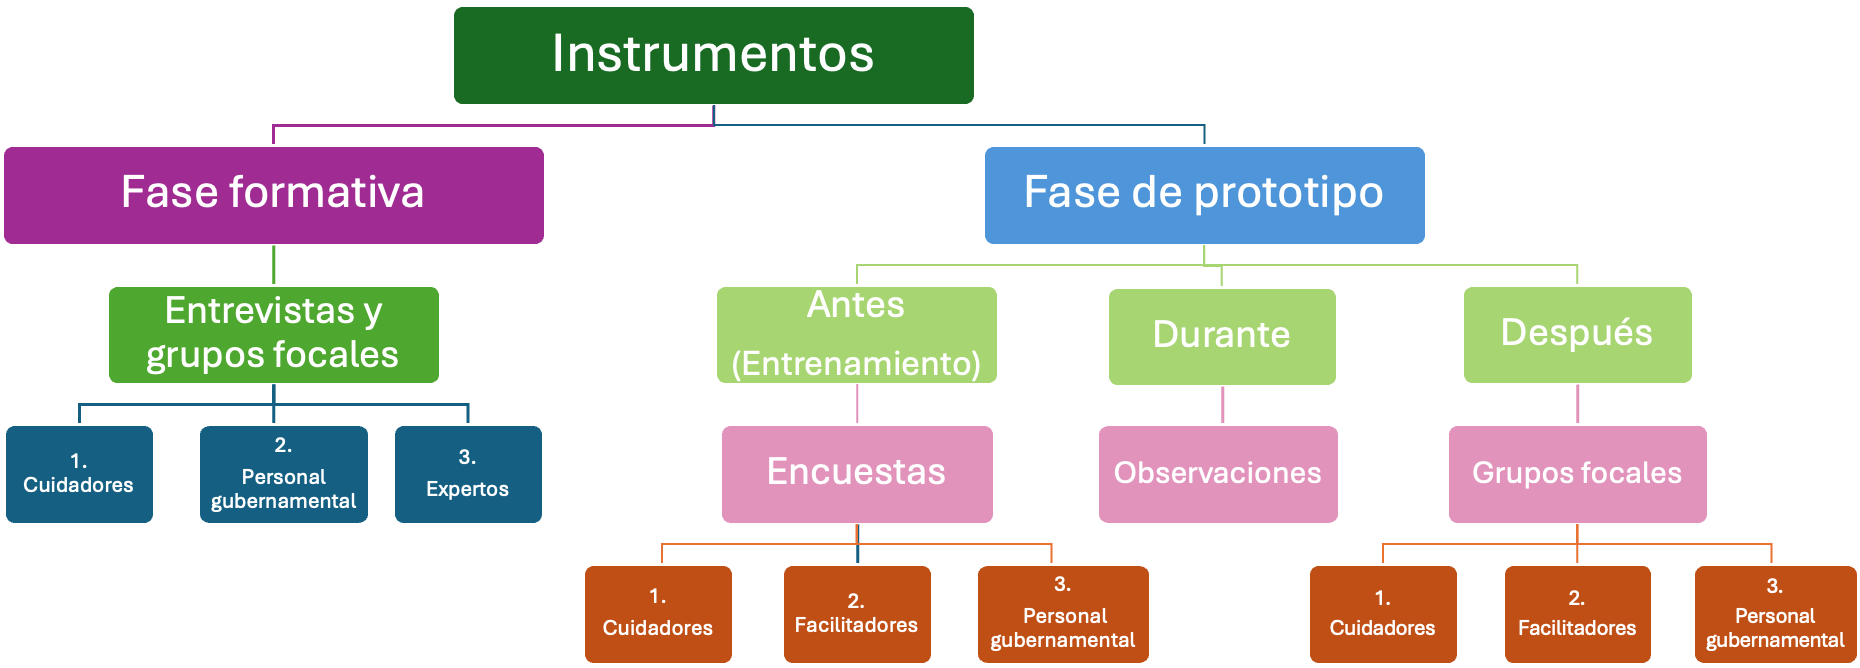 Instrumentos
Fase formativa
Fase de prototipo
Entrevistas y
grupos focales
Antes
(Entrenamiento)
Durante
Después
1.
Cuidadores
2.
Personal
gubernamental
3.
Expertos
Encuestas
Observaciones
Grupos focales
1.
Cuidadores
2.
Facilitadores
3.
Personal
gubernamental
1.
Cuidadores
2.
Facilitadores
3.
Personal
gubernamental